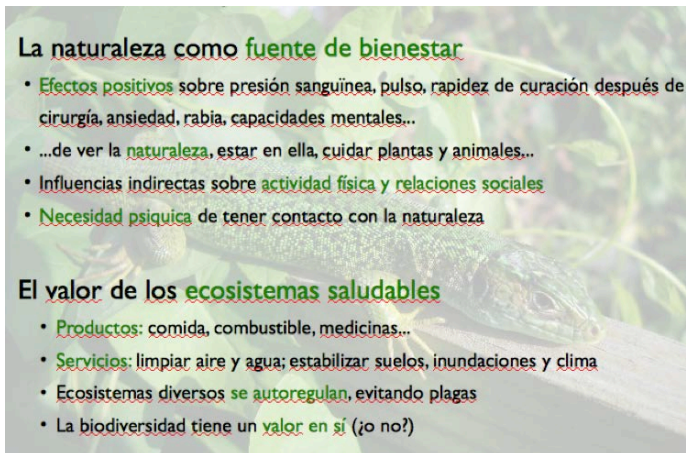 La naturaleza como fuente de bienestar
• Efectos positivos sobre presión sanguïnea, pulso, rapidez de curación después de
cirurgía, ansiedad, rabia, capacidades mentales...
• ...de ver la naturaleza, estar en ella, cuidar plantas y animales...
• Influencias indirectas sobre actividad física y relaciones sociales
• Necesidad psiquica de tener contacto con la naturaleza
El valor de los ecosistemas saludables
• Productos: comida, combustible, medicinas...
• Servicios: limpiar aire y agua; estabilizar suelos, inundaciones y clima
• Ecosistemas diversos se autoregulan, evitando plagas
• La biodiversidad tiene un valor en sí (¿o no?)